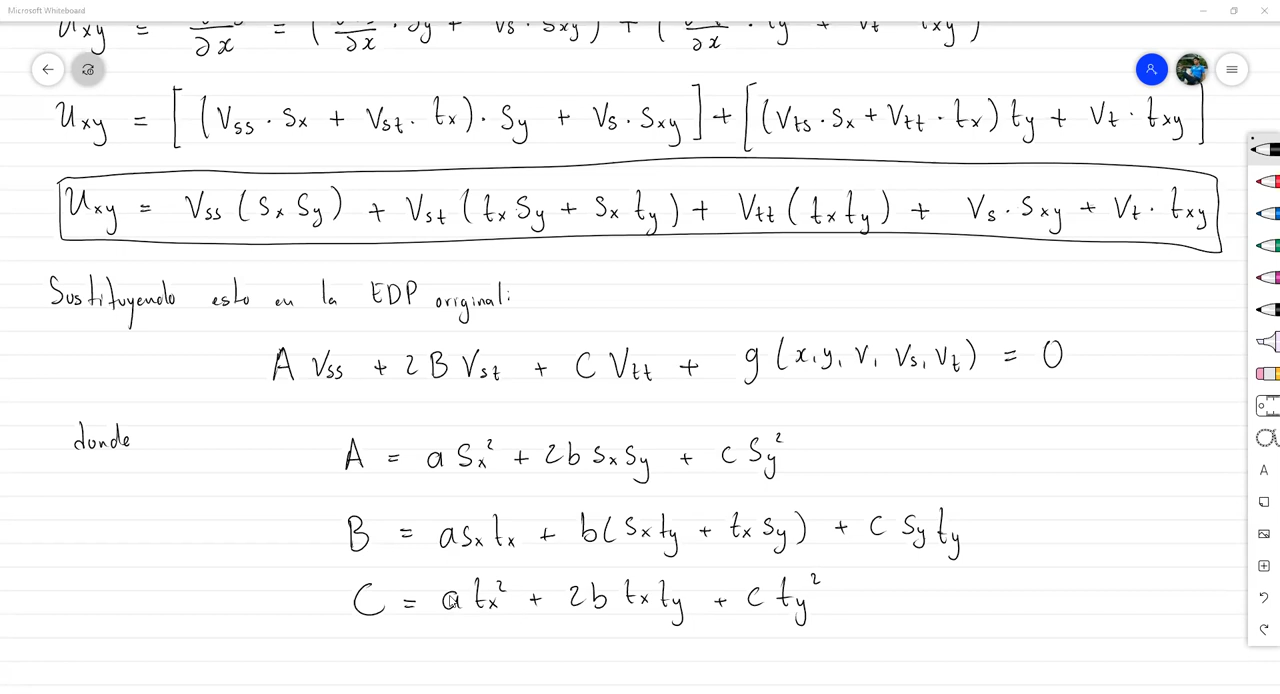 Microsoft Whiteboard
Uxy = [(Vss · Sx + Vst · tx) · Sy + Vs · Sxy] + [(Vts · Sx + Vtt · tx) ty + Vt · txy]
Uxy = Vss (Sx Sy) + Vst (tx Sy + Sx ty) + Vtt (tx ty) + Vs · Sxy + Vt · txy
Sustituyendo esto en la EDP original:
A Vss + 2B Vst + C Vtt + g (x, y, V, Vs, Vt) = 0
donde
A = a Sx² + 2b Sx Sy + c Sy²
B = a Sx tx + b(Sx ty + tx Sy) + c Sy ty
C = a tx² + 2b tx ty + c ty²
A